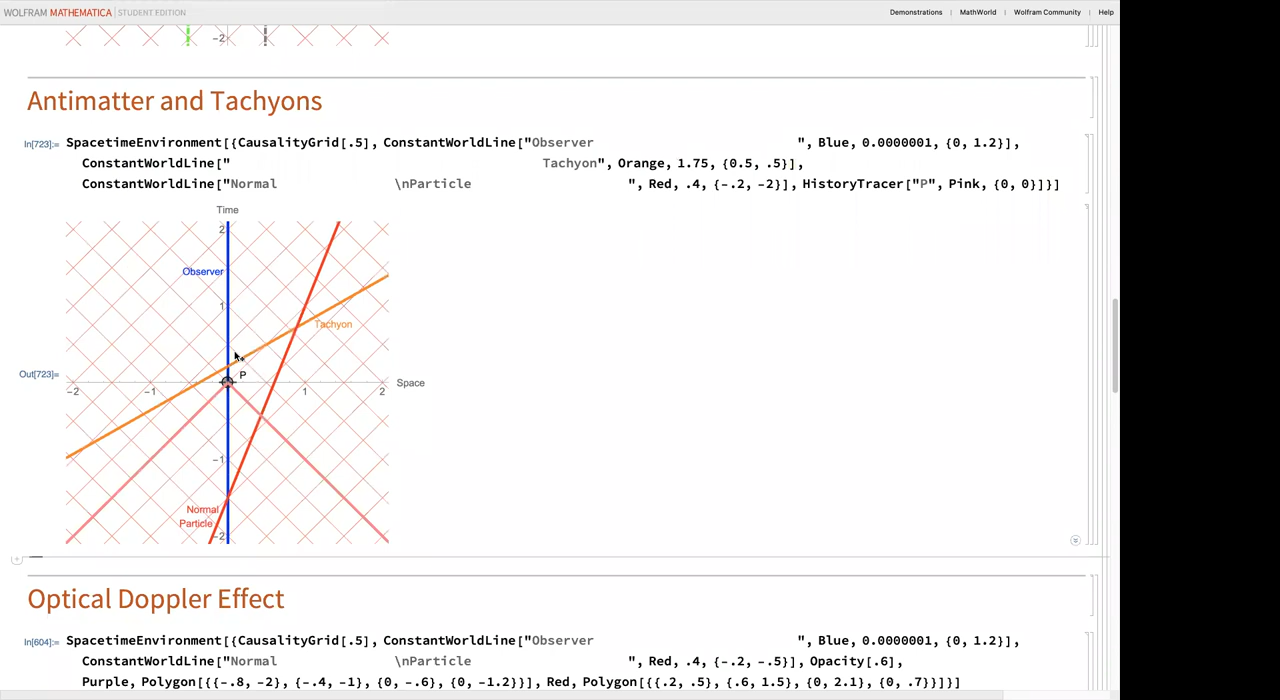 WOLFRAM MATHEMATICA | STUDENT EDITION
Demonstrations | MathWorld | Wolfram Community | Help
-2
Antimatter and Tachyons
In[723]:= SpacetimeEnvironment[{CausalityGrid[.5], ConstantWorldLine["Observer ", Blue, 0.0000001, {0, 1.2}],
ConstantWorldLine[" Tachyon", Orange, 1.75, {0.5, .5}],
ConstantWorldLine["Normal \nParticle ", Red, .4, {-.2, -2}], HistoryTracer["P", Pink, {0, 0}]}]
Time
2
Observer
1
Tachyon
Out[723]=
P
Space
-2 -1 1 2
-1
Normal
Particle
-2
Optical Doppler Effect
In[604]:= SpacetimeEnvironment[{CausalityGrid[.5], ConstantWorldLine["Observer ", Blue, 0.0000001, {0, 1.2}],
ConstantWorldLine["Normal \nParticle ", Red, .4, {-.2, -.5}], Opacity[.6],
Purple, Polygon[{{-.8, -2}, {-.4, -1}, {0, -.6}, {0, -1.2}}], Red, Polygon[{{.2, .5}, {.6, 1.5}, {0, 2.1}, {0, .7}}]}]